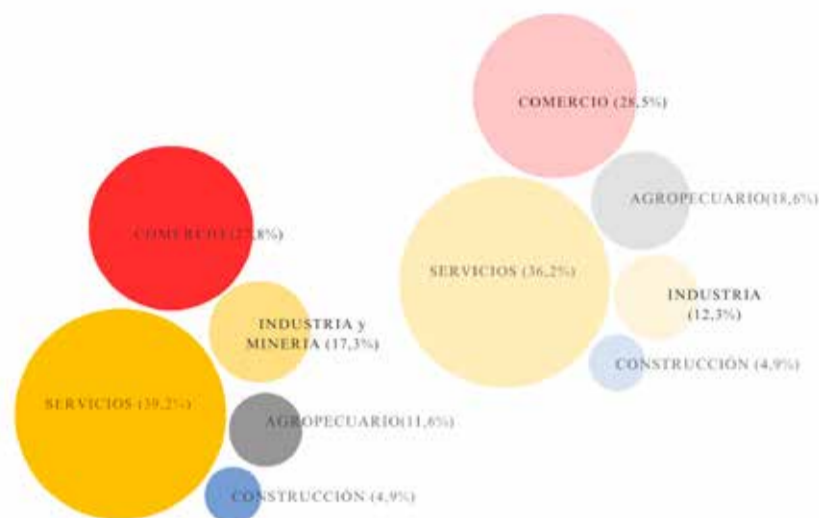 COMERCIO (27,8%)
INDUSTRIA y
MINERIA (17,3%)
SERVICIOS (39,2%)
AGROPECUARIO(11,6%)
CONSTRUCCIÓN (4,9%)
COMERCIO (28,5%)
AGROPECUARIO(18,6%)
SERVICIOS (36,2%)
INDUSTRIA
(12,3%)
CONSTRUCCIÓN (4,9%)